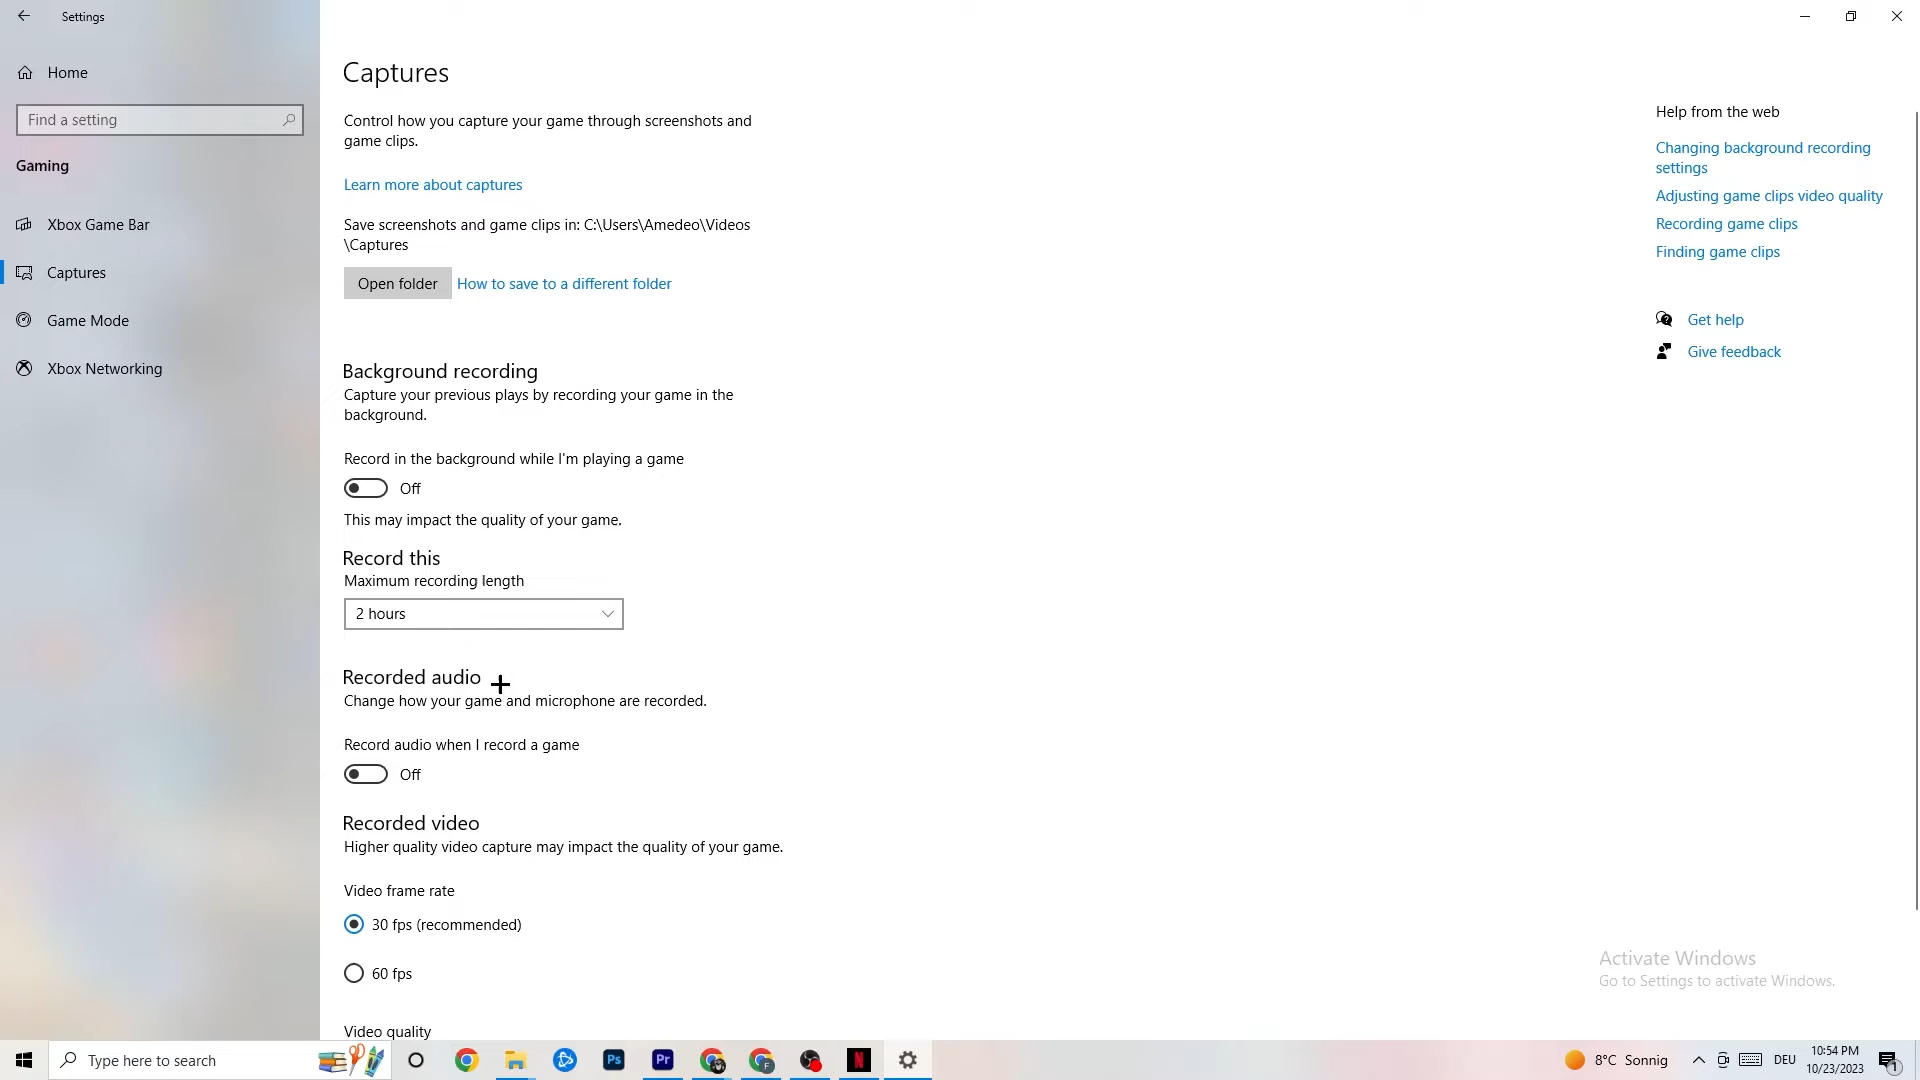 Settings
Home
Find a setting
Gaming
Xbox Game Bar
Captures
Game Mode
Xbox Networking
Captures
Control how you capture your game through screenshots and
game clips.
Learn more about captures
Save screenshots and game clips in: C:\Users\Amedeo\Videos
\Captures
Open folder
How to save to a different folder
Background recording
Capture your previous plays by recording your game in the
background.
Record in the background while I'm playing a game
Off
This may impact the quality of your game.
Record this
Maximum recording length
2 hours
Recorded audio
Change how your game and microphone are recorded.
Record audio when I record a game
Off
Recorded video
Higher quality video capture may impact the quality of your game.
Video frame rate
30 fps (recommended)
60 fps
Video quality
Help from the web
Changing background recording
settings
Adjusting game clips video quality
Recording game clips
Finding game clips
Get help
Give feedback
Activate Windows
Go to Settings to activate Windows.
Type here to search
Ps
Pr
F
N
8°C Sonnig
DEU
10:54 PM
10/23/2023
1